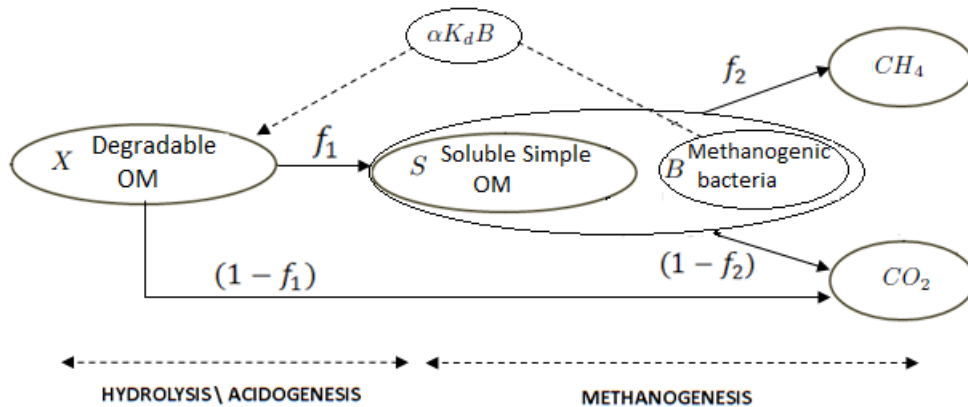 αK_dB
f_2
CH_4
X Degradable
OM
f_1
S Soluble Simple
OM
B Methanogenic
bacteria
(1 − f_1)
(1 − f_2)
CO_2
HYDROLYSIS\ ACIDOGENESIS
METHANOGENESIS